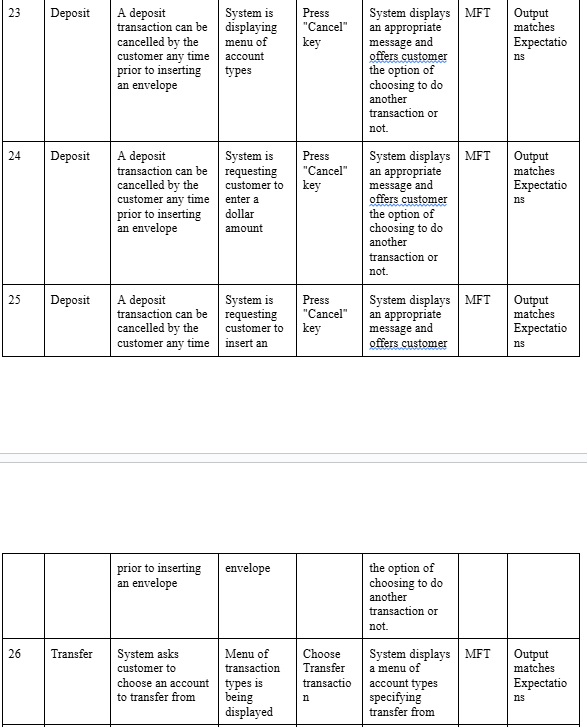 23 Deposit A deposit System is Press System displays MFT Output
transaction can be displaying "Cancel" an appropriate matches
cancelled by the menu of key message and Expectatio
customer any time account offers customer ns
prior to inserting types the option of
an envelope choosing to do
another
transaction or
not.
24 Deposit A deposit System is Press System displays MFT Output
transaction can be requesting "Cancel" an appropriate matches
cancelled by the customer to key message and Expectatio
customer any time enter a offers customer ns
prior to inserting dollar the option of
an envelope amount choosing to do
another
transaction or
not.
25 Deposit A deposit System is Press System displays MFT Output
transaction can be requesting "Cancel" an appropriate matches
cancelled by the customer to key message and Expectatio
customer any time insert an offers customer ns
prior to inserting envelope the option of
an envelope choosing to do
another
transaction or
not.
26 Transfer System asks Menu of Choose System displays MFT Output
customer to transaction Transfer a menu of matches
choose an account types is transactio account types Expectatio
to transfer from being n specifying ns
displayed transfer from